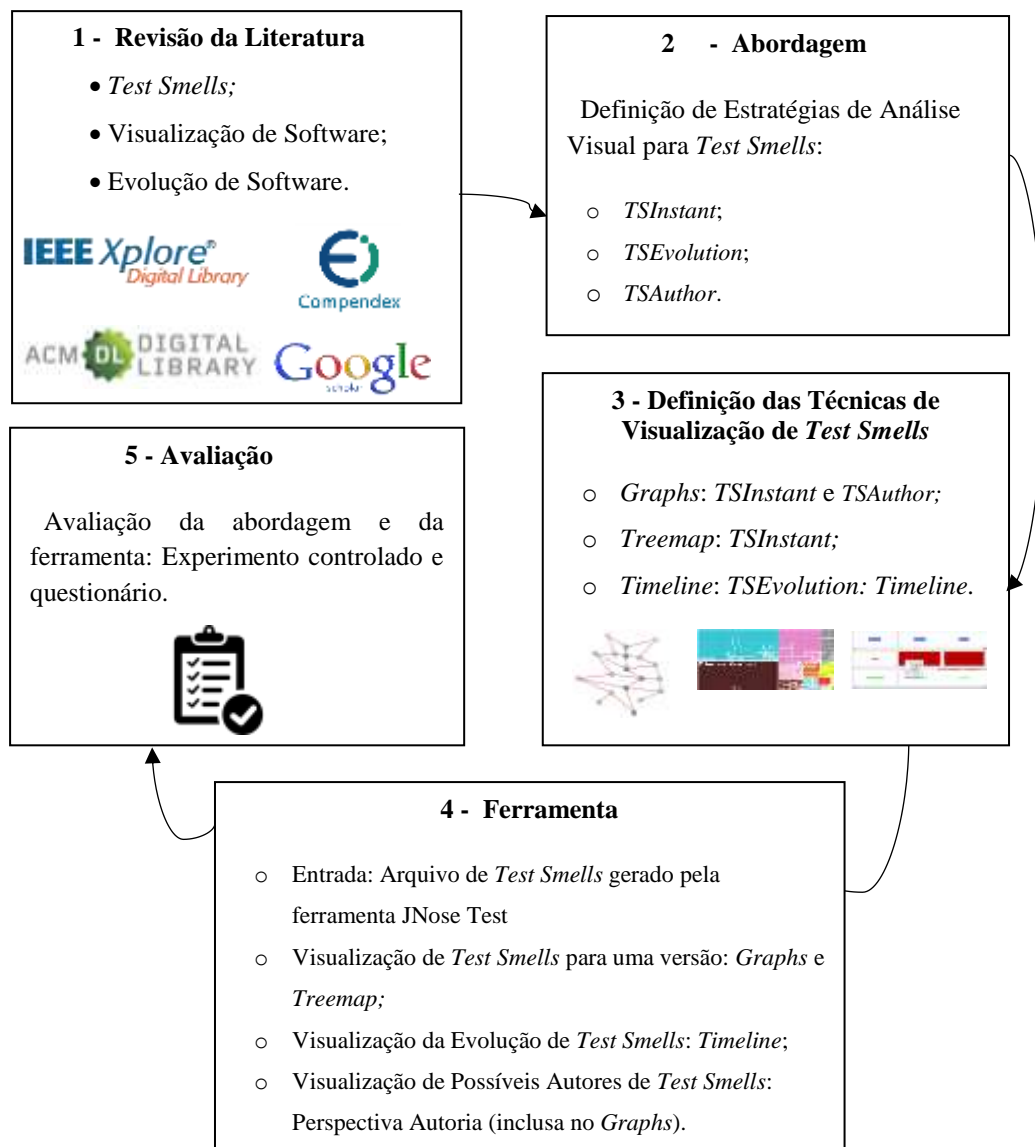 1 - Revisão da Literatura
• Test Smells;
• Visualização de Software;
• Evolução de Software.
IEEE Xplore®
Digital Library
Compendex
ACM DL DIGITAL
LIBRARY
Google
scholar
2 - Abordagem
Definição de Estratégias de Análise
Visual para Test Smells:
o TSInstant;
o TSEvolution;
o TSAuthor.
3 - Definição das Técnicas de
Visualização de Test Smells
o Graphs: TSInstant e TSAuthor;
o Treemap: TSInstant;
o Timeline: TSEvolution: Timeline.
4 - Ferramenta
o Entrada: Arquivo de Test Smells gerado pela
ferramenta JNose Test
o Visualização de Test Smells para uma versão: Graphs e
Treemap;
o Visualização da Evolução de Test Smells: Timeline;
o Visualização de Possíveis Autores de Test Smells:
Perspectiva Autoria (inclusa no Graphs).
5 - Avaliação
Avaliação da abordagem e da
ferramenta: Experimento controlado e
questionário.